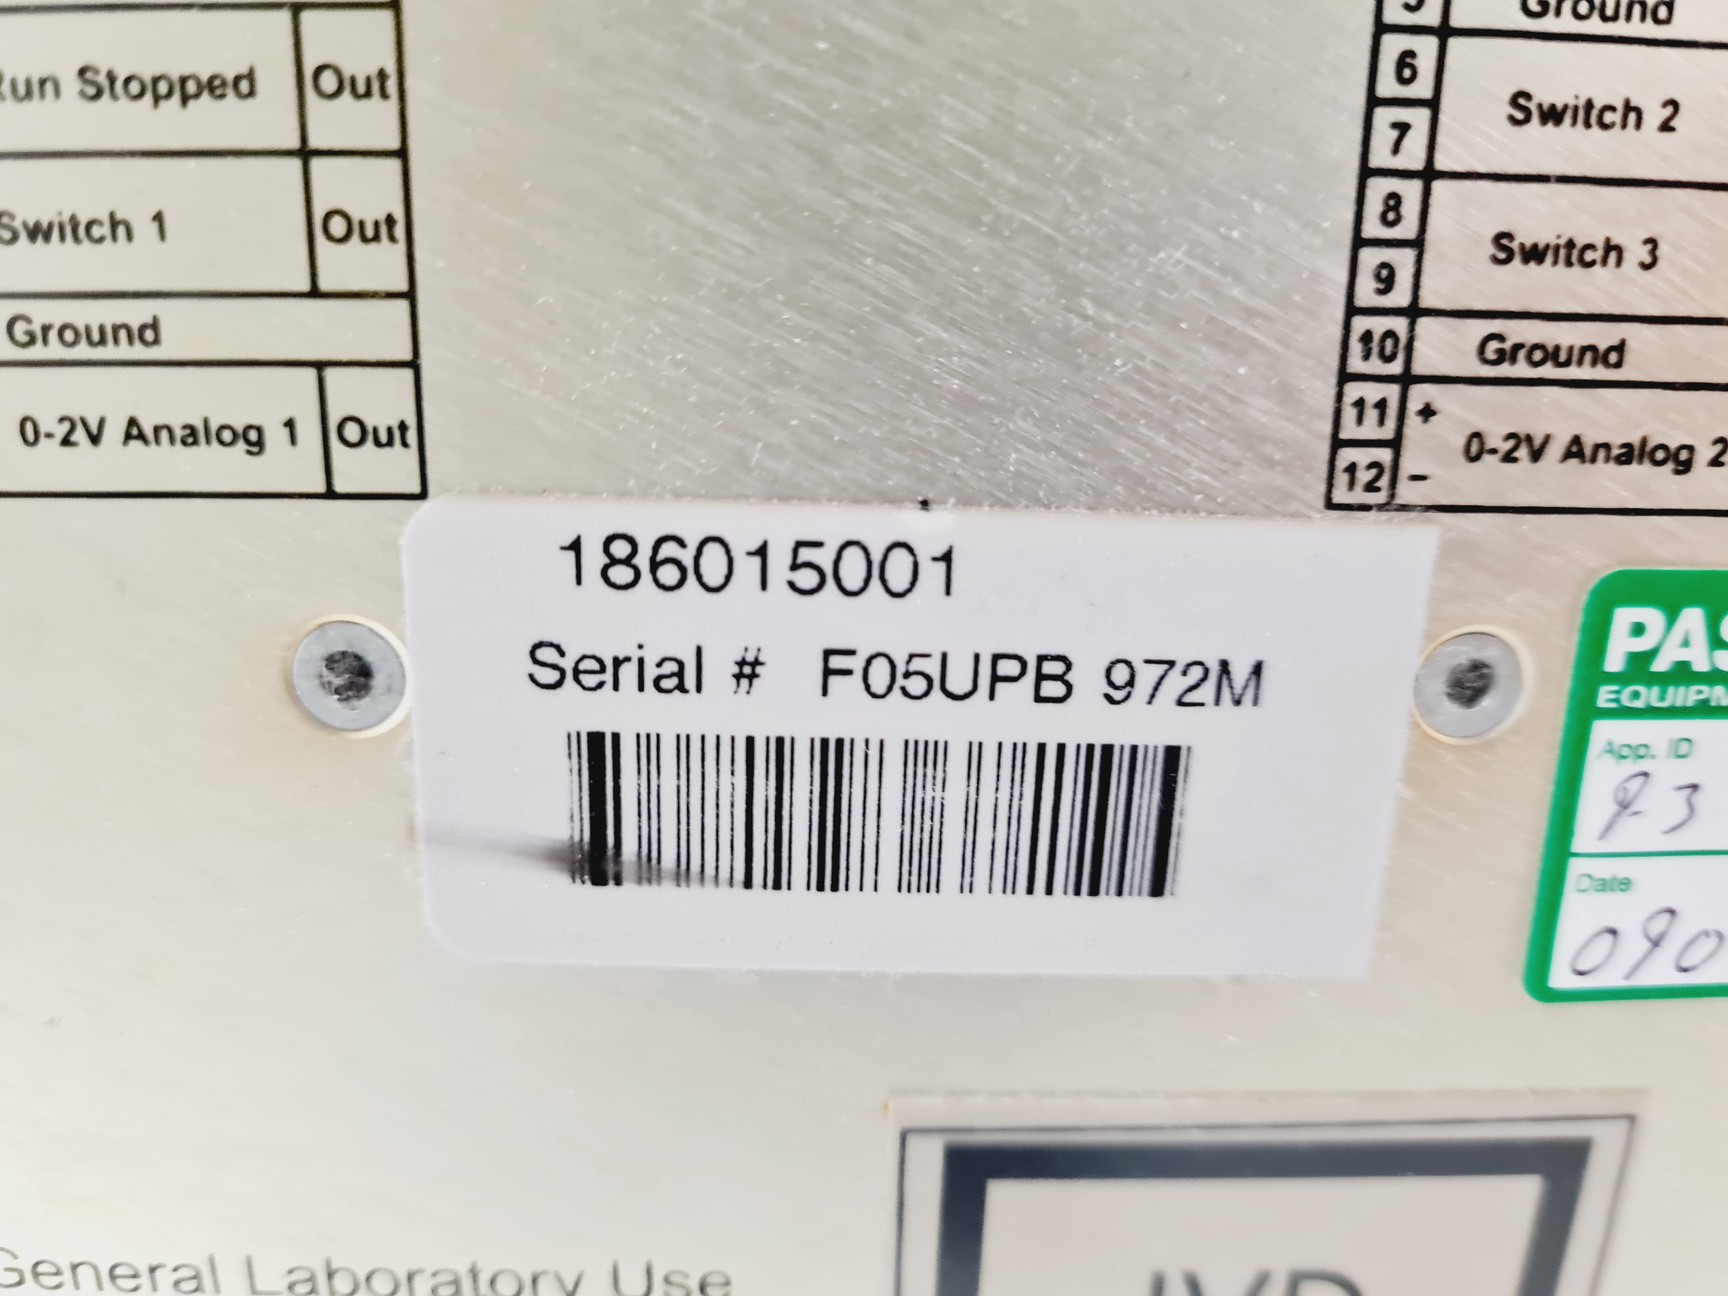 Run Stopped Out
Switch 1 Out
Ground
0-2V Analog 1 Out
Ground
6
Switch 2
7
8
Switch 3
9
10 Ground
11 +
0-2V Analog 2
12 −
186015001
Serial # F05UPB 972M
App. ID
Date
090
General Laboratory Use
IVD